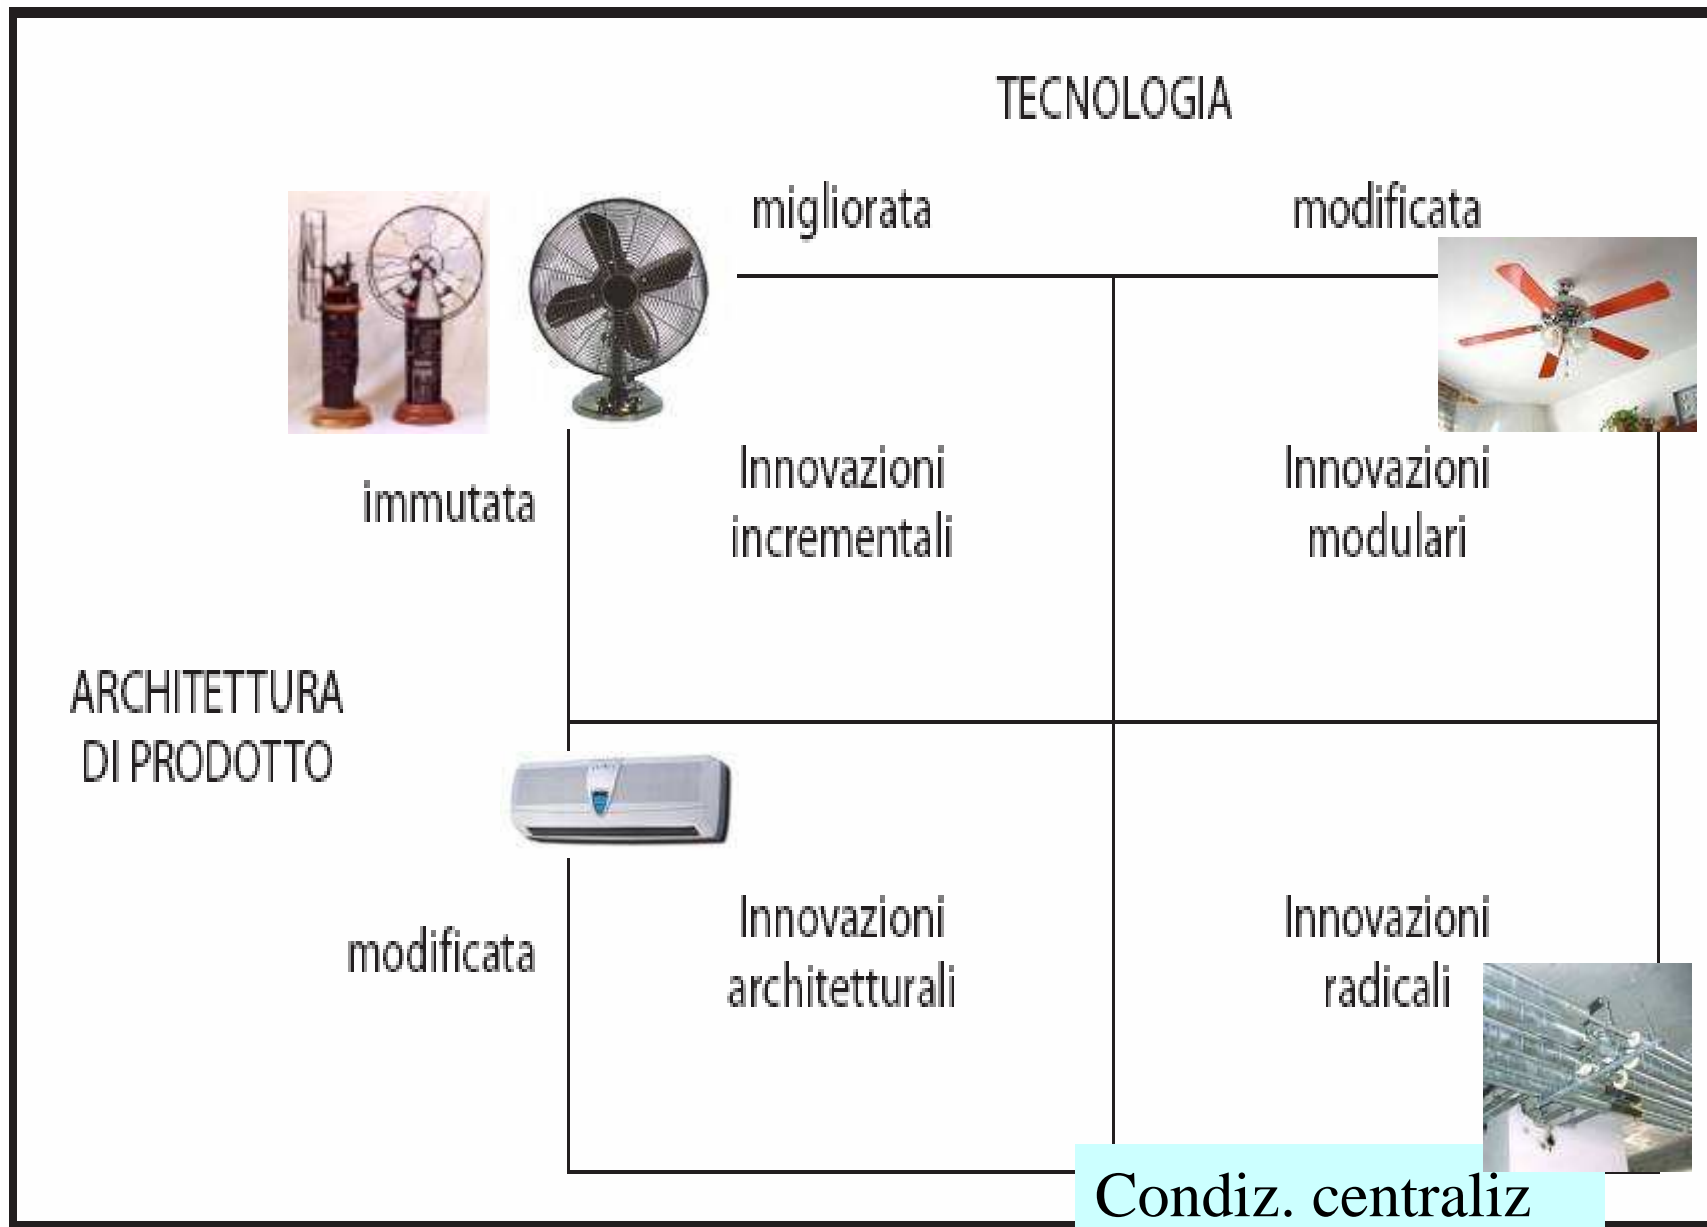 TECNOLOGIA
migliorata
modificata
immutata
Innovazioni
incrementali
Innovazioni
modulari
ARCHITETTURA
DI PRODOTTO
modificata
Innovazioni
architetturali
Innovazioni
radicali
Condiz. centraliz